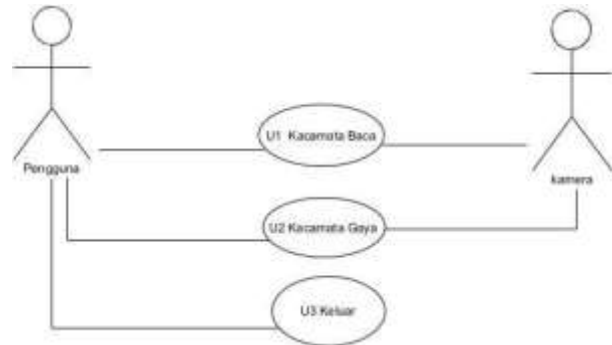 U1 Kacamata Baca
Pengguna
kamera
U2 Kacamata Gaya
U3 Keluar